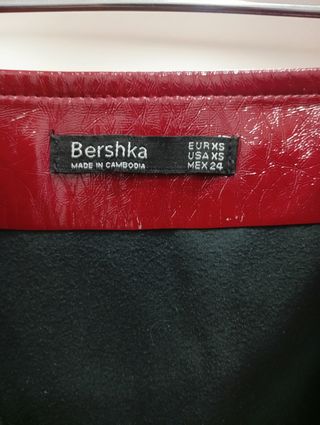 Bershka
MADE IN CAMBODIA
EUR XS
USA XS
MEX 24